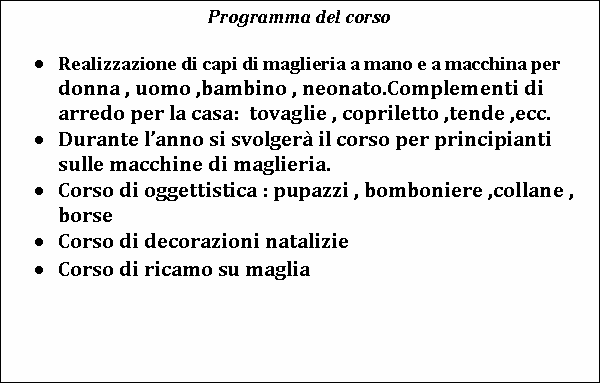 Programma del corso
• Realizzazione di capi di maglieria a mano e a macchina per
donna , uomo ,bambino , neonato.Complementi di
arredo per la casa:  tovaglie , copriletto ,tende ,ecc.
• Durante l’anno si svolgerà il corso per principianti
sulle macchine di maglieria.
• Corso di oggettistica : pupazzi , bomboniere ,collane ,
borse
• Corso di decorazioni natalizie
• Corso di ricamo su maglia